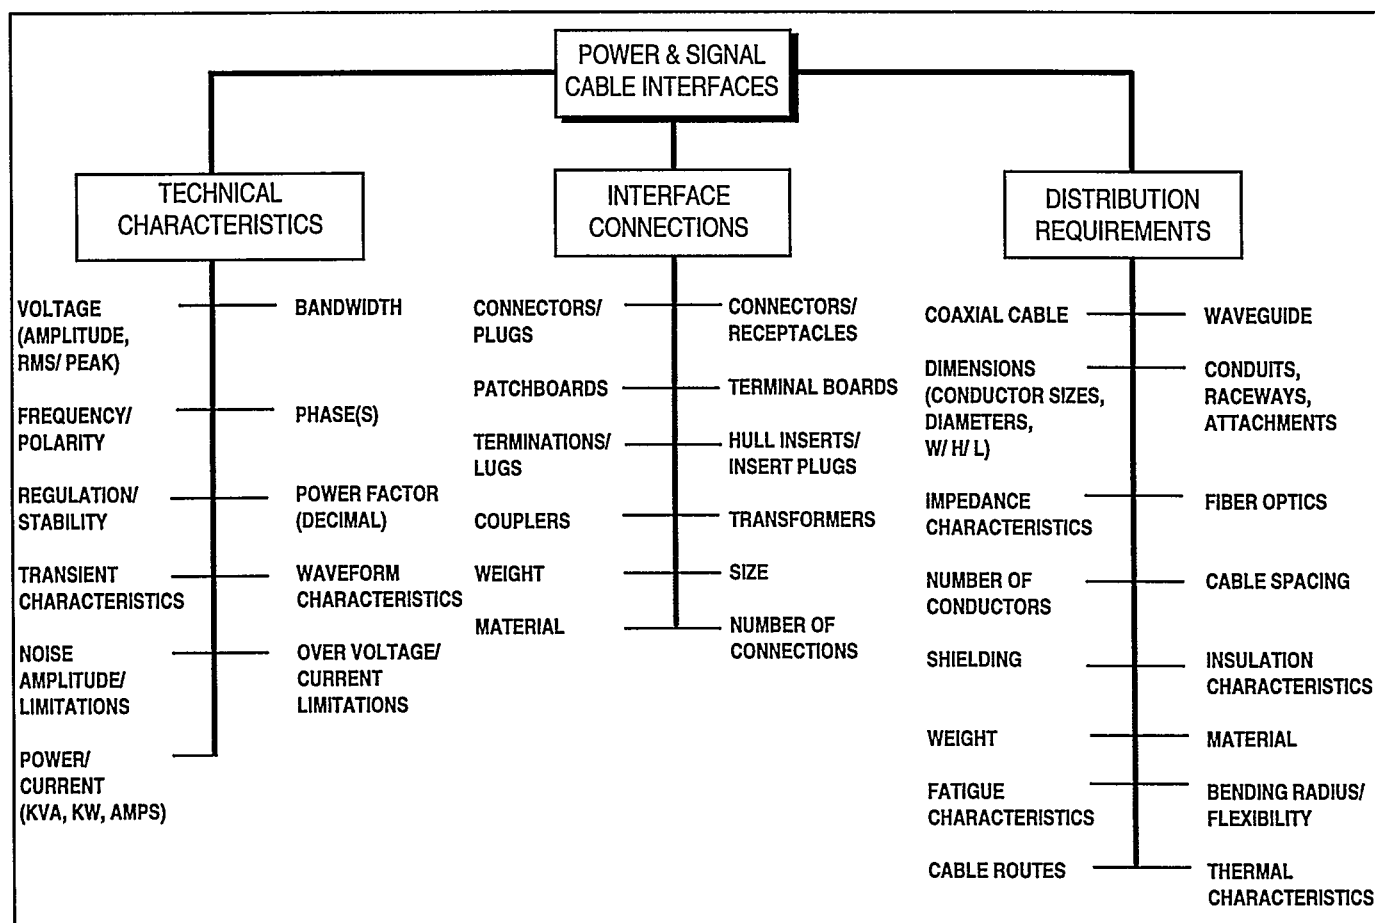 POWER & SIGNAL
CABLE INTERFACES
TECHNICAL
CHARACTERISTICS
VOLTAGE
(AMPLITUDE,
RMS/ PEAK)
BANDWIDTH
FREQUENCY/
POLARITY
PHASE(S)
REGULATION/
STABILITY
POWER FACTOR
(DECIMAL)
TRANSIENT
CHARACTERISTICS
WAVEFORM
CHARACTERISTICS
NOISE
AMPLITUDE/
LIMITATIONS
OVER VOLTAGE/
CURRENT
LIMITATIONS
POWER/
CURRENT
(KVA, KW, AMPS)
INTERFACE
CONNECTIONS
CONNECTORS/
PLUGS
CONNECTORS/
RECEPTACLES
PATCHBOARDS
TERMINAL BOARDS
TERMINATIONS/
LUGS
HULL INSERTS/
INSERT PLUGS
COUPLERS
TRANSFORMERS
WEIGHT
SIZE
MATERIAL
NUMBER OF
CONNECTIONS
DISTRIBUTION
REQUIREMENTS
COAXIAL CABLE
WAVEGUIDE
DIMENSIONS
(CONDUCTOR SIZES,
DIAMETERS,
W/ H/ L)
CONDUITS,
RACEWAYS,
ATTACHMENTS
IMPEDANCE
CHARACTERISTICS
FIBER OPTICS
NUMBER OF
CONDUCTORS
CABLE SPACING
SHIELDING
INSULATION
CHARACTERISTICS
WEIGHT
MATERIAL
FATIGUE
CHARACTERISTICS
BENDING RADIUS/
FLEXIBILITY
CABLE ROUTES
THERMAL
CHARACTERISTICS